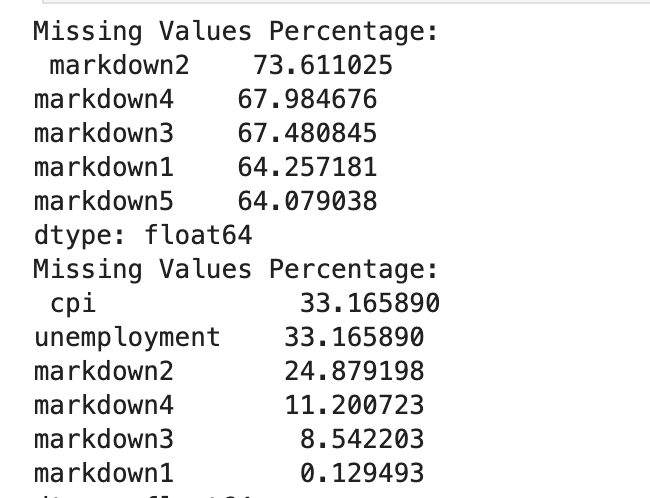 Missing Values Percentage:
markdown2 73.611025
markdown4 67.984676
markdown3 67.480845
markdown1 64.257181
markdown5 64.079038
dtype: float64
Missing Values Percentage:
cpi 33.165890
unemployment 33.165890
markdown2 24.879198
markdown4 11.200723
markdown3 8.542203
markdown1 0.129493